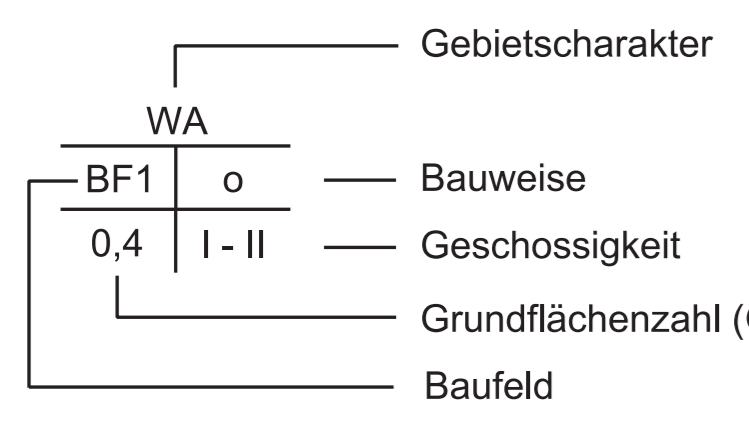 Gebietscharakter
WA
BF1 o Bauweise
0,4 I - II Geschossigkeit
Grundflächenzahl
Baufeld